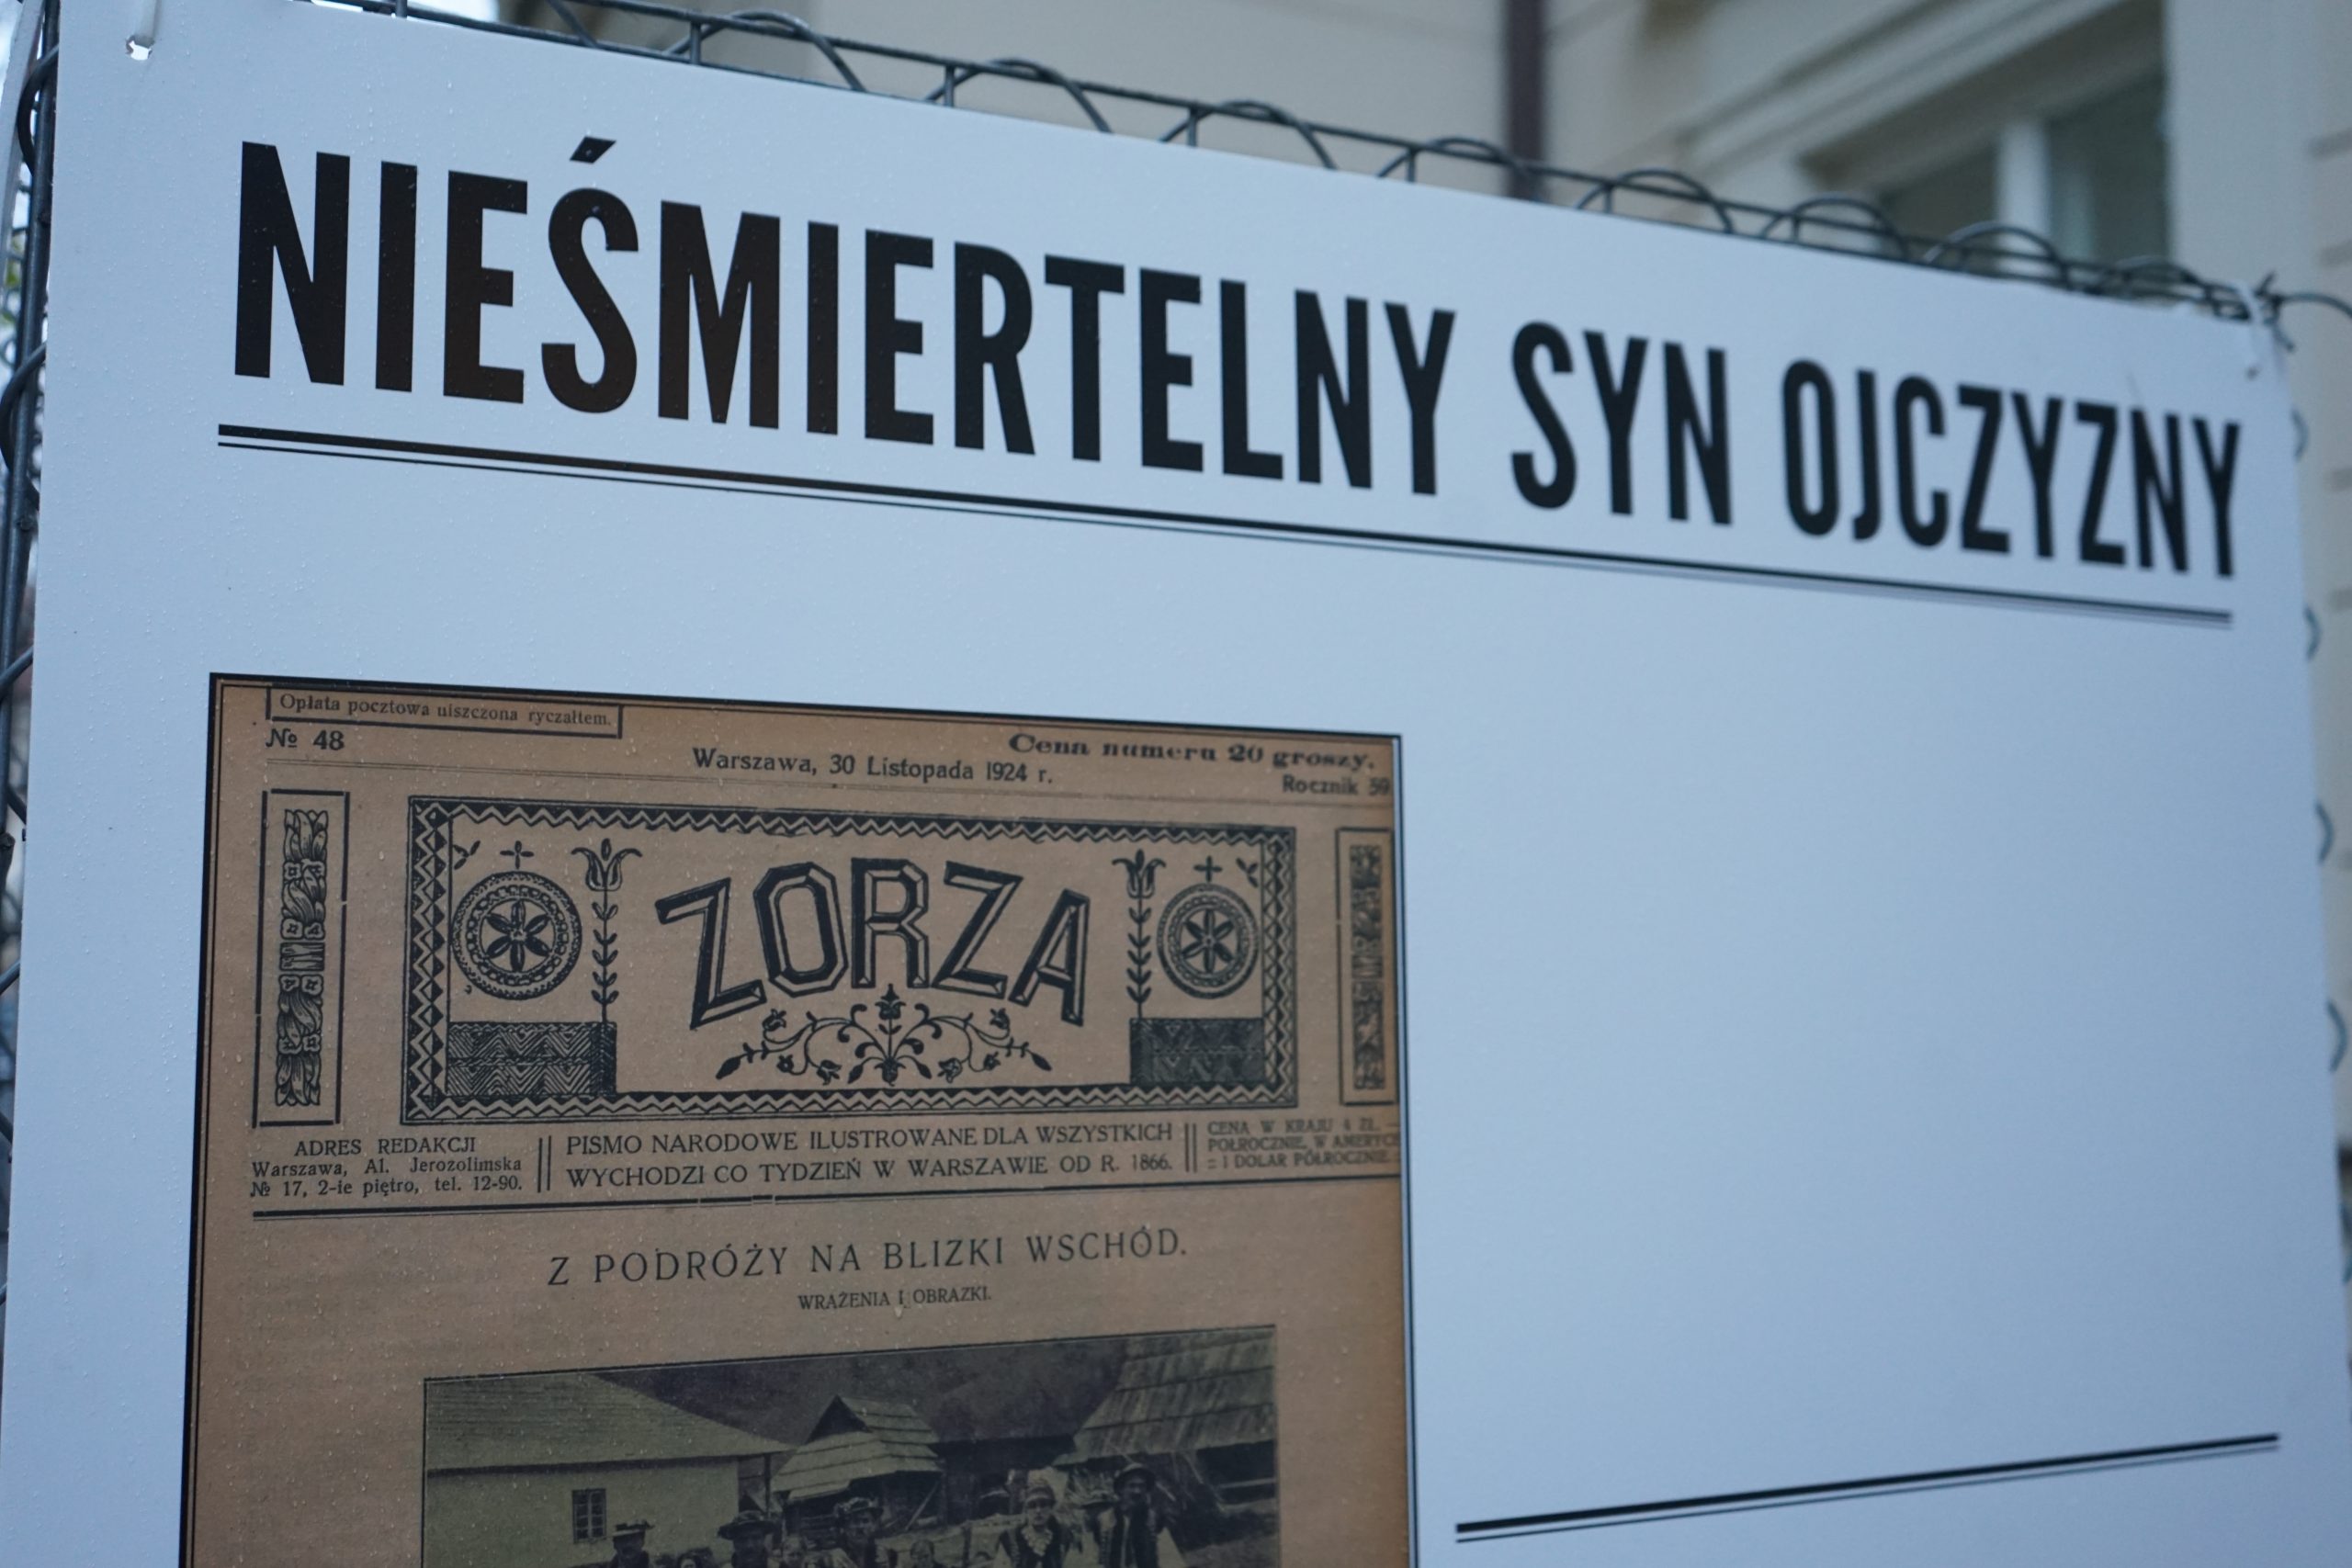 NIEŚMIERTELNY SYN OJCZYZNY
Opłata pocztowa uiszczona ryczałtem.
№ 48
Warszawa, 30 Listopada 1924 r.
Cena numeru 20 groszy.
Rocznik 59
ZORZA
ADRES REDAKCJI
Warszawa, Al. Jerozolimska
№ 17, 2-ie piętro, tel. 12-90.
PISMO NARODOWE ILUSTROWANE DLA WSZYSTKICH
WYCHODZI CO TYDZIEŃ W WARSZAWIE OD R. 1866.
CENA W KRAJU 4 ZŁ. —
PÓŁROCZNIE, W AMERYCE
:: 1 DOLAR PÓŁROCZNIE. ::
Z PODRÓŻY NA BLIZKI WSCHÓD.
WRAŻENIA I OBRAZKI.